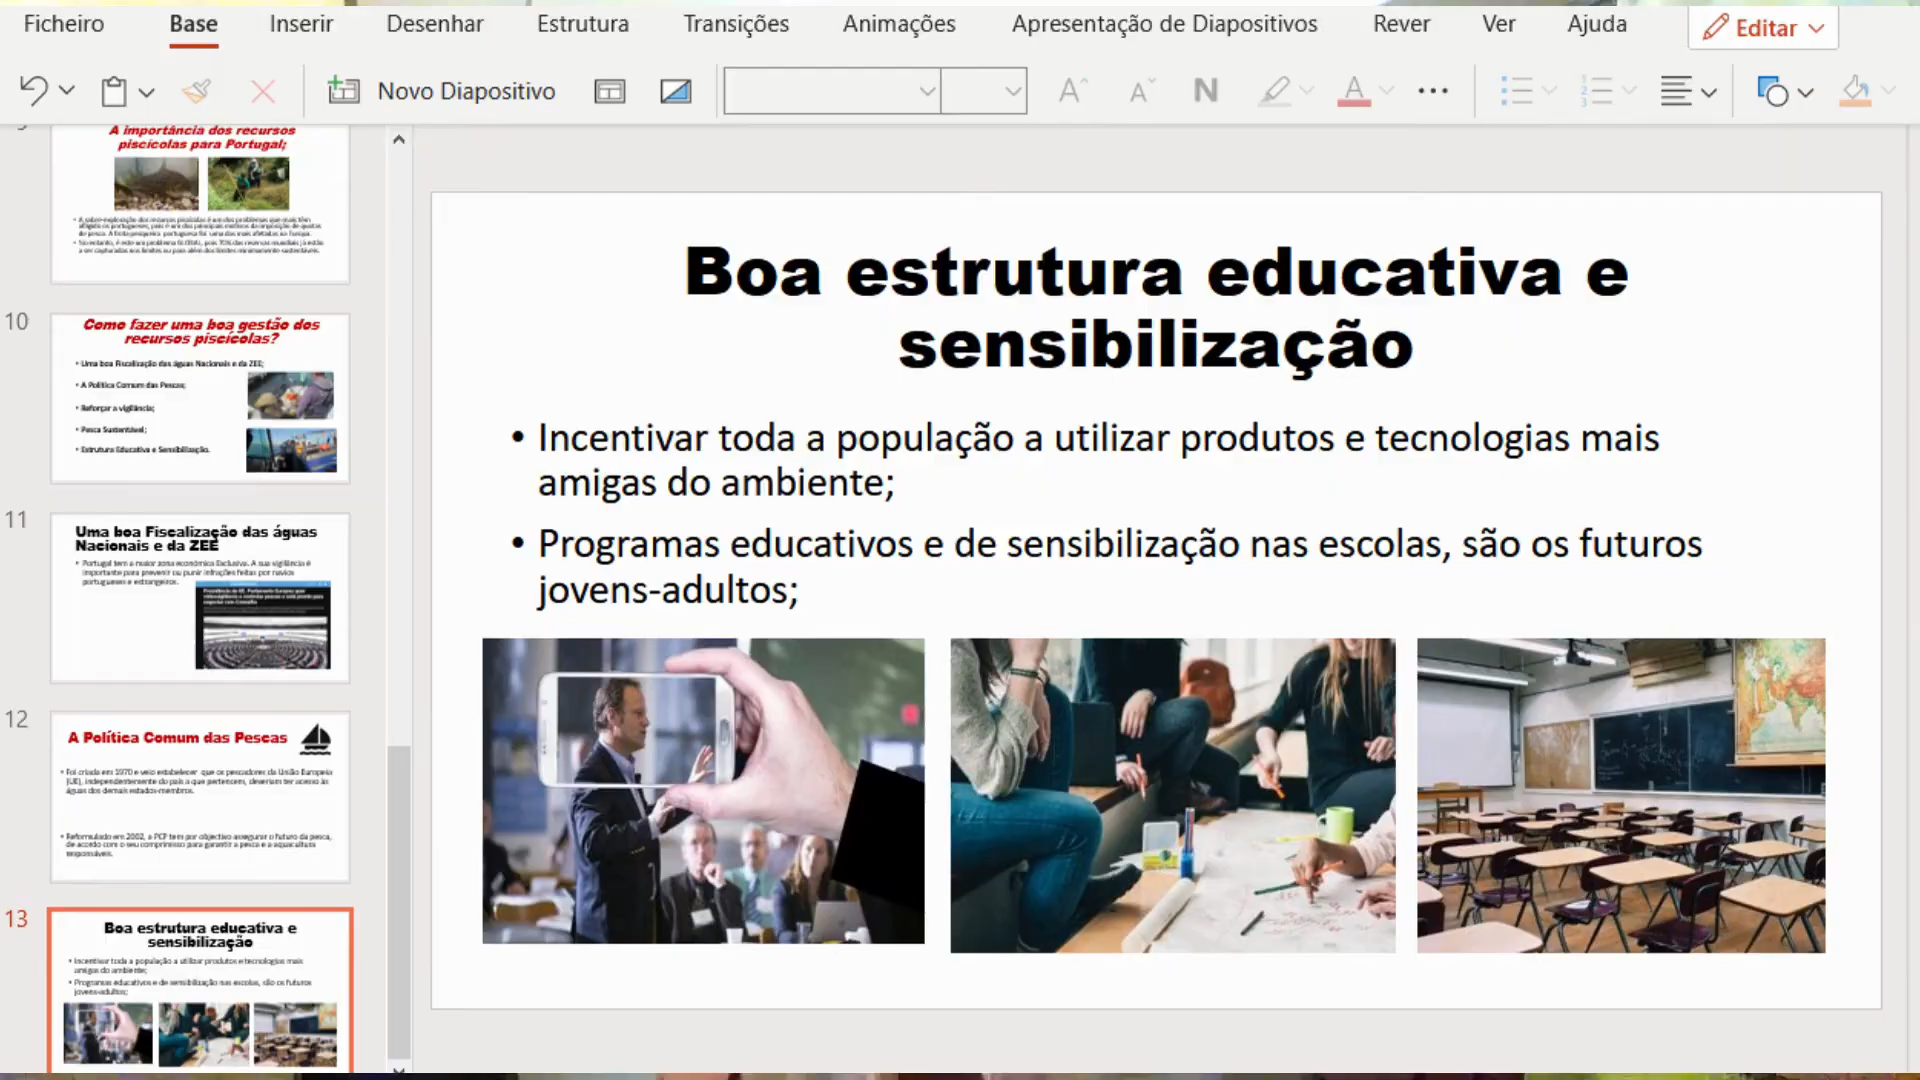 Ficheiro Base Inserir Desenhar Estrutura Transições Animações Apresentação de Diapositivos Rever Ver Ajuda Editar
Novo Diapositivo N
A importância dos recursos
piscícolas para Portugal;
10
Como fazer uma boa gestão dos
recursos piscícolas?
• Uma boa Fiscalização das águas Nacionais e da ZEE;
• A Política Comum das Pescas;
• Reforçar a vigilância;
• Pesca Sustentável;
• Estrutura Educativa e Sensibilização.
11
Uma boa Fiscalização das águas
Nacionais e da ZEE
• Portugal tem a maior zona económica Exclusiva. A sua vigilância é
importante para prevenir ou punir infrações feitas por navios
portugueses e estrangeiros.
12
A Política Comum das Pescas
• Foi criada em 1970 e veio estabelecer que os pescadores da União Europeia
(UE), independentemente do país a que pertencem, deveriam ter acesso às
águas dos demais estados-membros.
• Reformulado em 2002, a PCP tem por objectivo assegurar o futuro da pesca,
de acordo com o seu compromisso para garantir a pesca e a aquacultura
responsáveis.
13
Boa estrutura educativa e
sensibilização
• Incentivar toda a população a utilizar produtos e tecnologias mais
amigas do ambiente;
• Programas educativos e de sensibilização nas escolas, são os futuros
jovens-adultos;
Boa estrutura educativa e
sensibilização
• Incentivar toda a população a utilizar produtos e tecnologias mais
amigas do ambiente;
• Programas educativos e de sensibilização nas escolas, são os futuros
jovens-adultos;